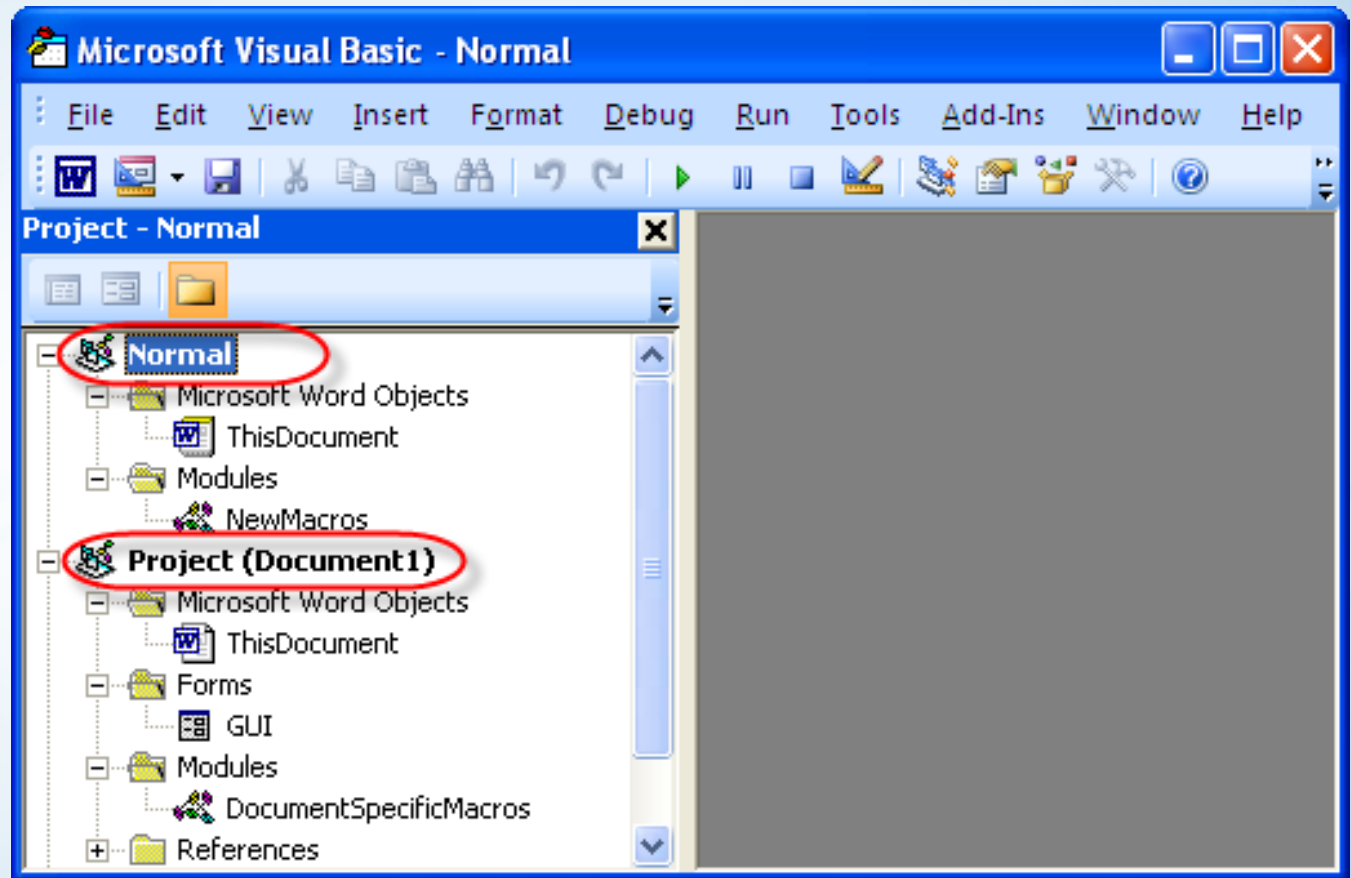 Microsoft Visual Basic - Normal
File Edit View Insert Format Debug Run Tools Add-Ins Window Help
Project - Normal
Normal
Microsoft Word Objects
ThisDocument
Modules
NewMacros
Project (Document1)
Microsoft Word Objects
ThisDocument
Forms
GUI
Modules
DocumentSpecificMacros
References